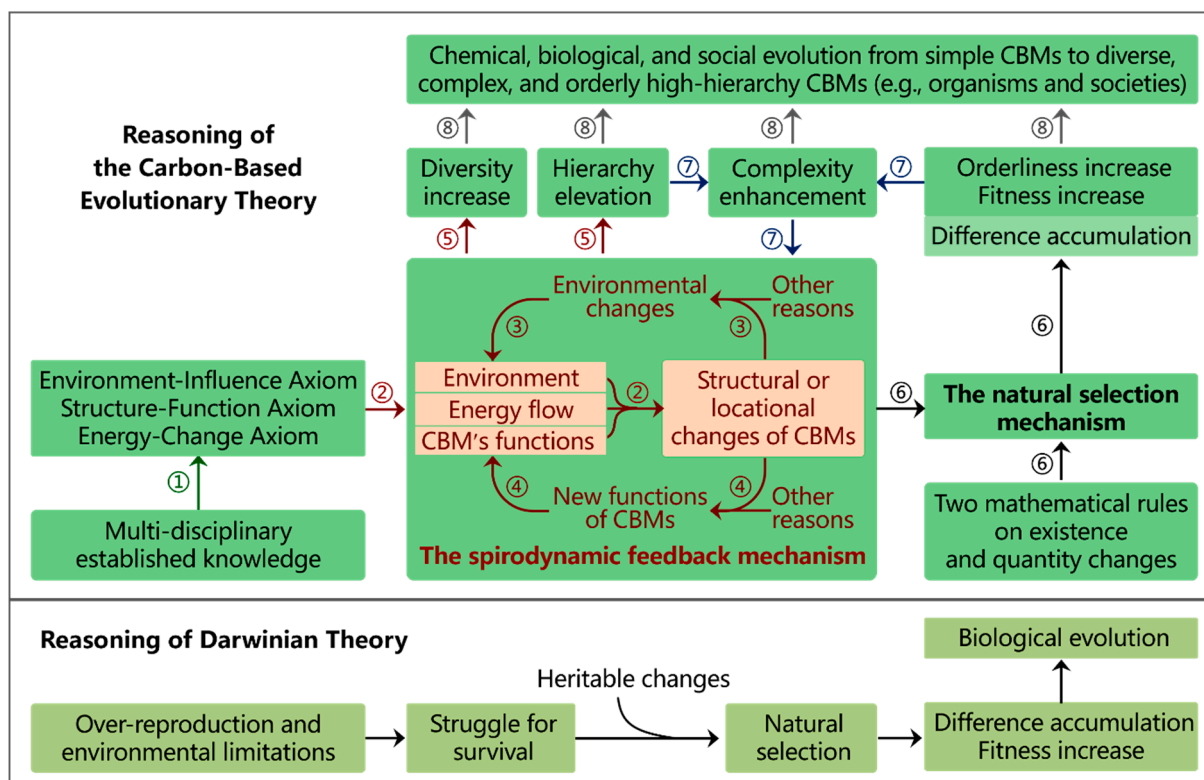 Chemical, biological, and social evolution from simple CBMs to diverse,
complex, and orderly high-hierarchy CBMs (e.g., organisms and societies)
Reasoning of
the Carbon-Based
Evolutionary Theory
⑧
⑧
⑧
⑧
Diversity
increase
Hierarchy
elevation
⑦
Complexity
enhancement
⑦
Orderliness increase
Fitness increase
Difference accumulation
⑤
⑤
⑦
⑥
Environmental
changes
Other
reasons
③
③
Environment-Influence Axiom
Structure-Function Axiom
Energy-Change Axiom
②
Environment
Energy flow
CBM's functions
②
Structural or
locational
changes of CBMs
⑥
The natural selection
mechanism
①
④
④
⑥
New functions
of CBMs
Other
reasons
Multi-disciplinary
established knowledge
The spirodynamic feedback mechanism
Two mathematical rules
on existence
and quantity changes
Reasoning of Darwinian Theory
Biological evolution
Heritable changes
Over-reproduction and
environmental limitations
Struggle for
survival
Natural
selection
Difference accumulation
Fitness increase